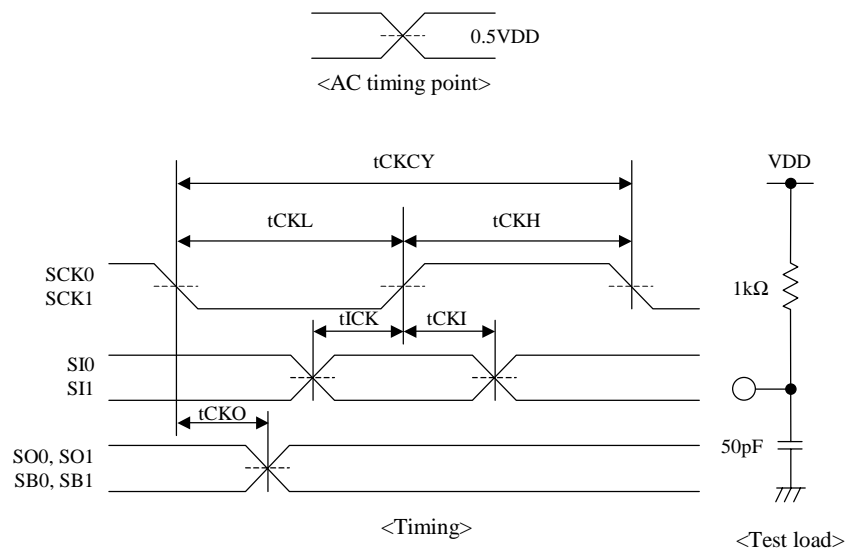 0.5VDD
<AC timing point>
tCKCY
VDD
tCKL
tCKH
SCK0
SCK1
1kΩ
tICK
tCKI
SI0
SI1
tCKO
SO0, SO1
SB0, SB1
50pF
<Timing>
<Test load>